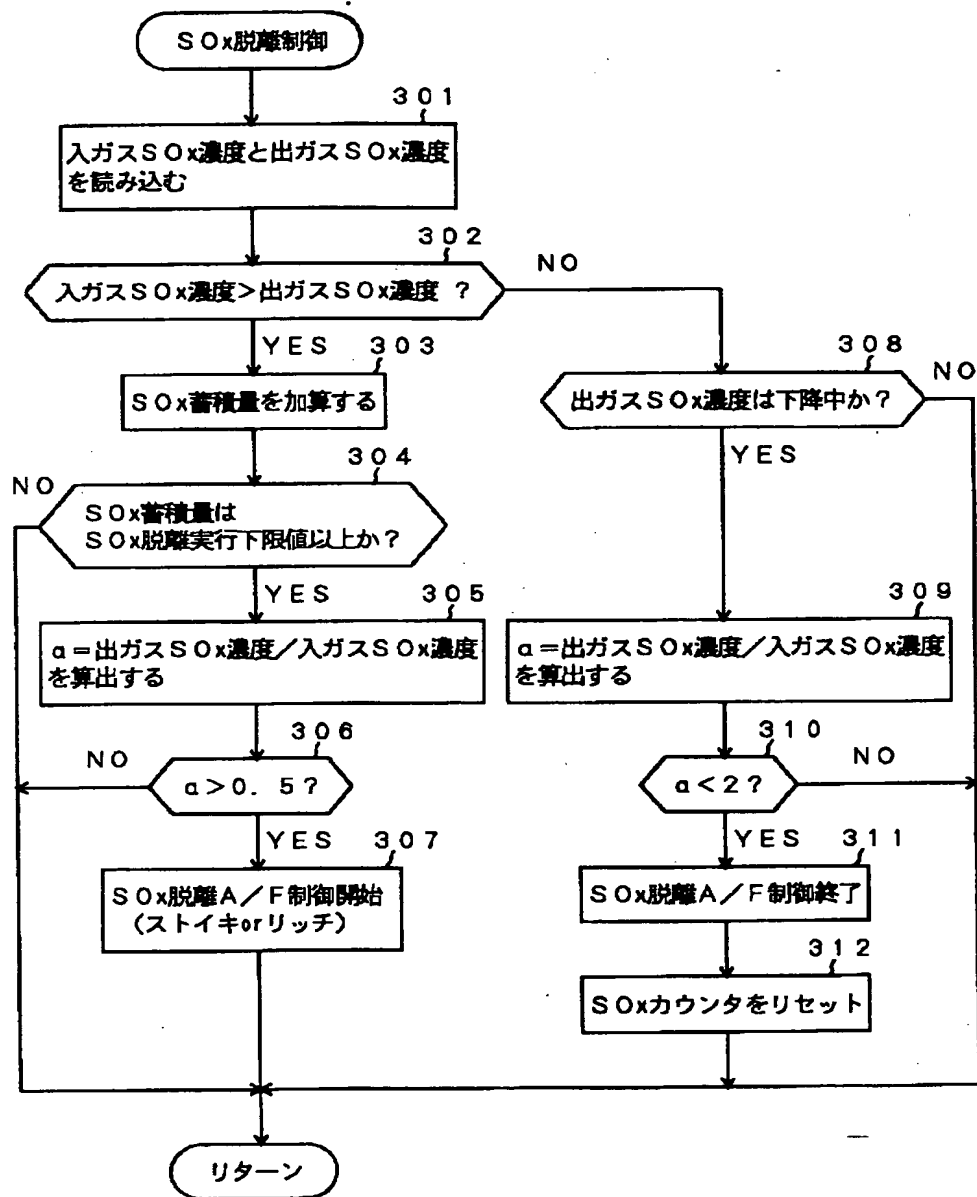 SOx脱離制御
301
入ガスSOx濃度と出ガスSOx濃度
を読み込む
302
入ガスSOx濃度>出ガスSOx濃度 ?
NO
YES
303
SOx蓄積量を加算する
308
出ガスSOx濃度は下降中か?
NO
YES
304
NO
SOx蓄積量は
SOx脱離実行下限値以上か?
YES
305
α=出ガスSOx濃度/入ガスSOx濃度
を算出する
309
α=出ガスSOx濃度/入ガスSOx濃度
を算出する
306
NO
α>0.5?
310
α<2?
NO
YES
307
SOx脱離A/F制御開始
(ストイキorリッチ)
YES
311
SOx脱離A/F制御終了
312
SOxカウンタをリセット
リターン